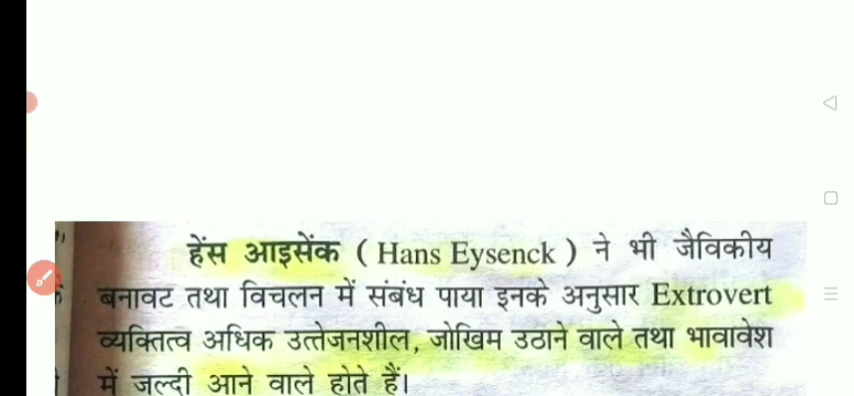 हेंस आइसेंक ( Hans Eysenck ) ने भी जैविकीय
बनावट तथा विचलन में संबंध पाया इनके अनुसार Extrovert
व्यक्तित्व अधिक उत्तेजनशील, जोखिम उठाने वाले तथा भावावेश
में जल्दी आने वाले होते हैं।